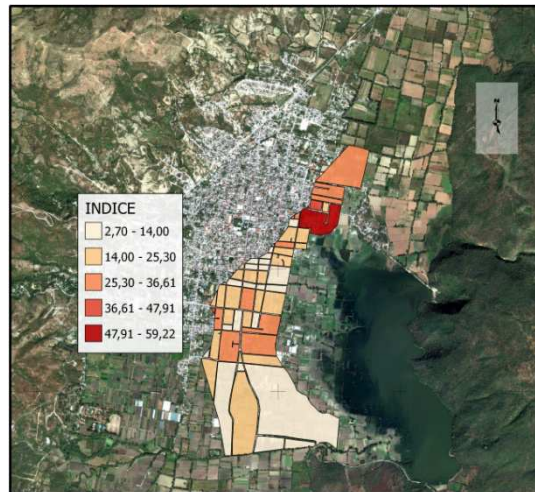 INDICE
2,70 - 14,00
14,00 - 25,30
25,30 - 36,61
36,61 - 47,91
47,91 - 59,22